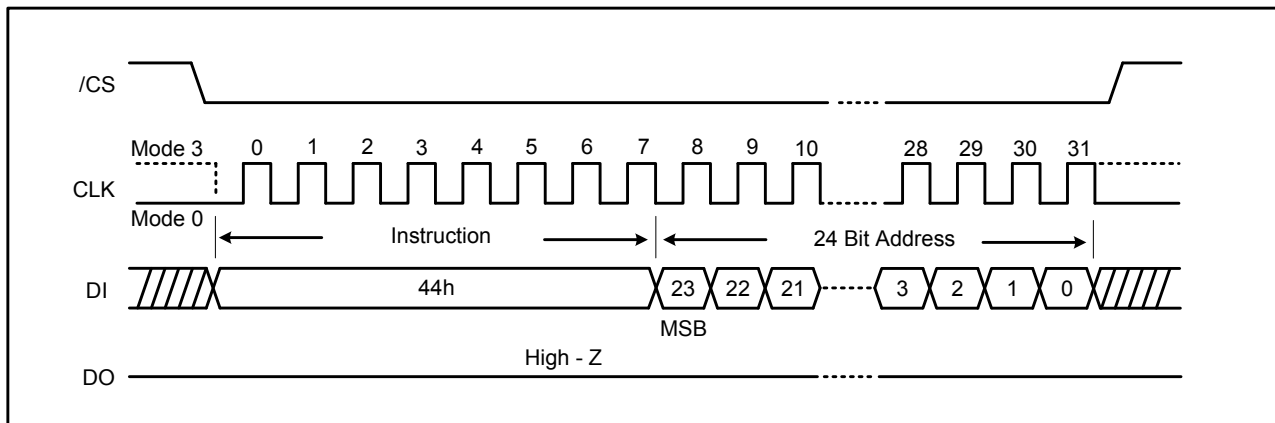 /CS
Mode 3 0 1 2 3 4 5 6 7 8 9 10 28 29 30 31
CLK
Mode 0
Instruction 24 Bit Address
DI 44h 23 22 21 3 2 1 0
MSB
High - Z
DO